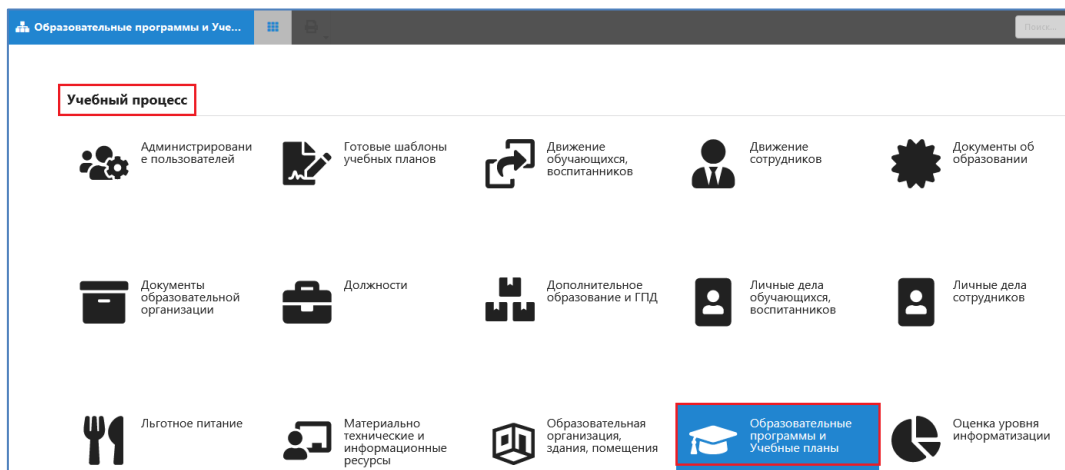 Образовательные программы и Уче...
Поиск...
Учебный процесс
Администрировани
е пользователей
Готовые шаблоны
учебных планов
Движение
обучающихся,
воспитанников
Движение
сотрудников
Документы об
образовании
Документы
образовательной
организации
Должности
Дополнительное
образование и ГПД
Личные дела
обучающихся,
воспитанников
Личные дела
сотрудников
Льготное питание
Материально
технические и
информационные
ресурсы
Образовательная
организация,
здания, помещения
Образовательные
программы и
Учебные планы
Оценка уровня
информатизации